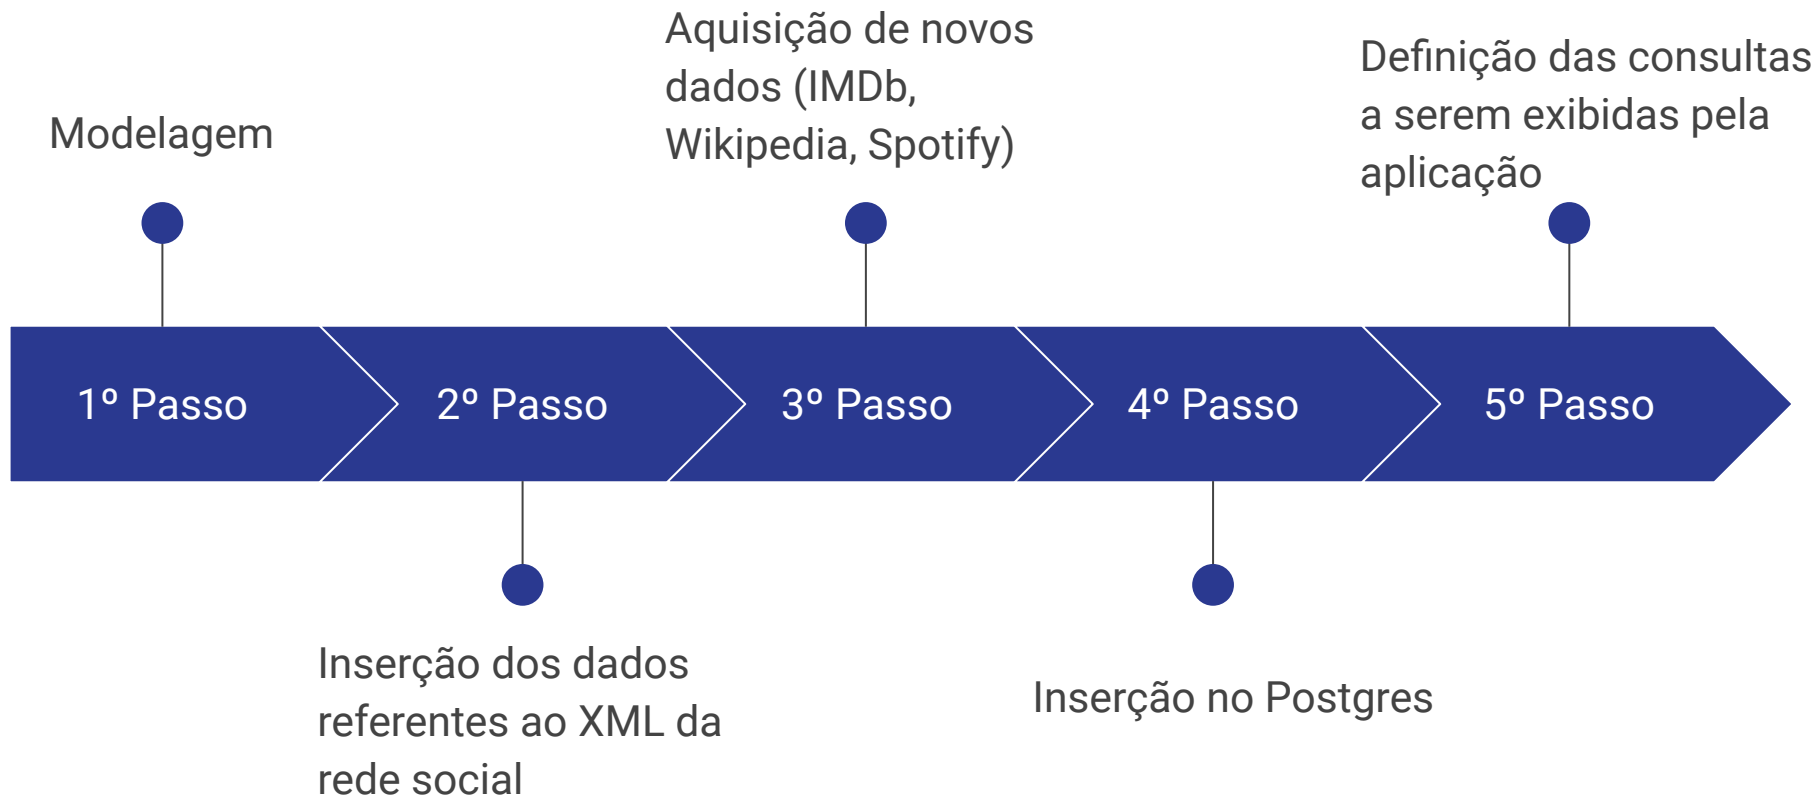 Modelagem
Aquisição de novos
dados (IMDb,
Wikipedia, Spotify)
Definição das consultas
a serem exibidas pela
aplicação
1º Passo
2º Passo
3º Passo
4º Passo
5º Passo
Inserção dos dados
referentes ao XML da
rede social
Inserção no Postgres